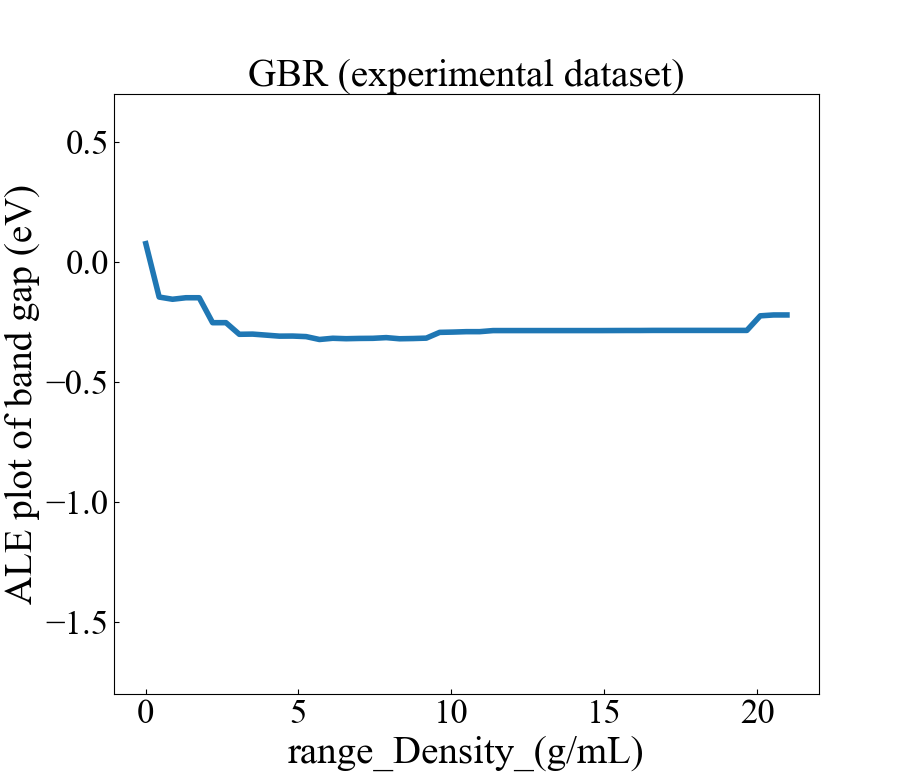 GBR (experimental dataset)
ALE plot of band gap (eV)
0.5
0.0
−0.5
−1.0
−1.5
0 5 10 15 20
range_Density_(g/mL)